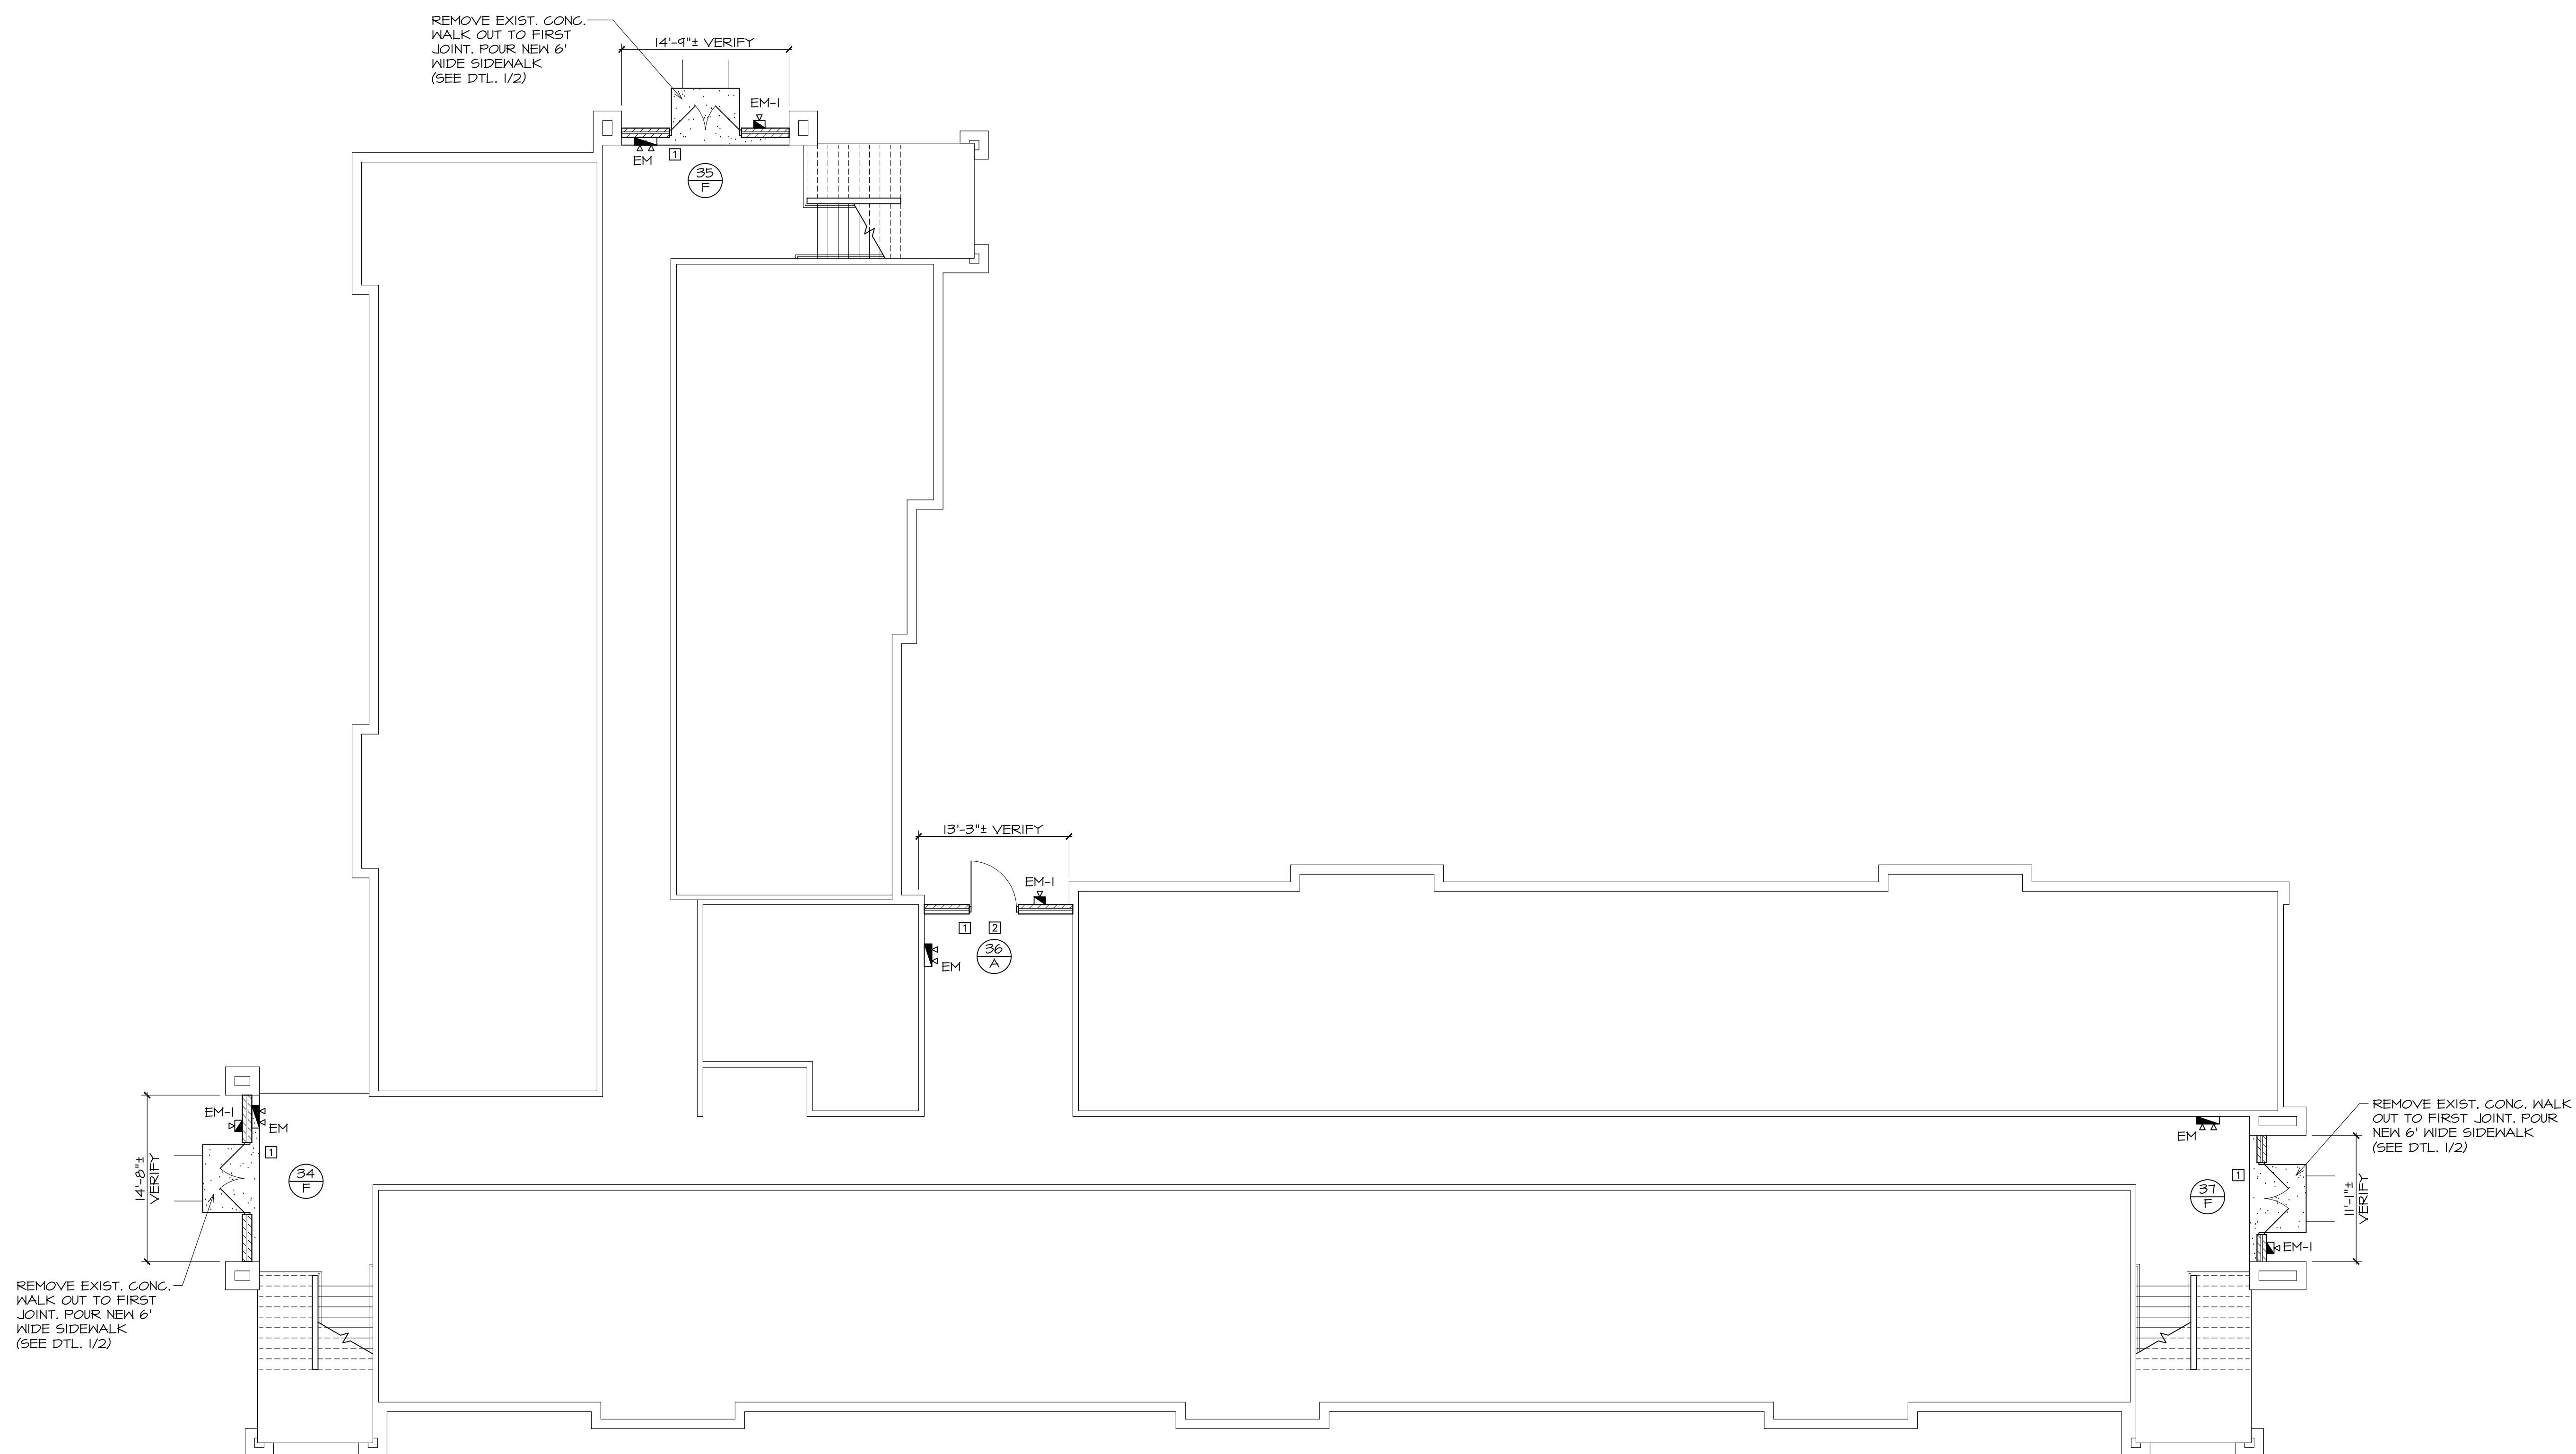 REMOVE EXIST. CONC.
WALK OUT TO FIRST
JOINT. POUR NEW 6'
WIDE SIDEWALK
(SEE DTL. 1/2)
14'-9"± VERIFY
EM-1
EM
1
35
F
13'-3"± VERIFY
EM-1
1
2
36
A
EM
EM-1
EM
1
34
F
14'-8"±
VERIFY
REMOVE EXIST. CONC.
WALK OUT TO FIRST
JOINT. POUR NEW 6'
WIDE SIDEWALK
(SEE DTL. 1/2)
REMOVE EXIST. CONC. WALK
OUT TO FIRST JOINT. POUR
NEW 6' WIDE SIDEWALK
(SEE DTL. 1/2)
EM
1
37
F
11'-1"±
VERIFY
EM-1